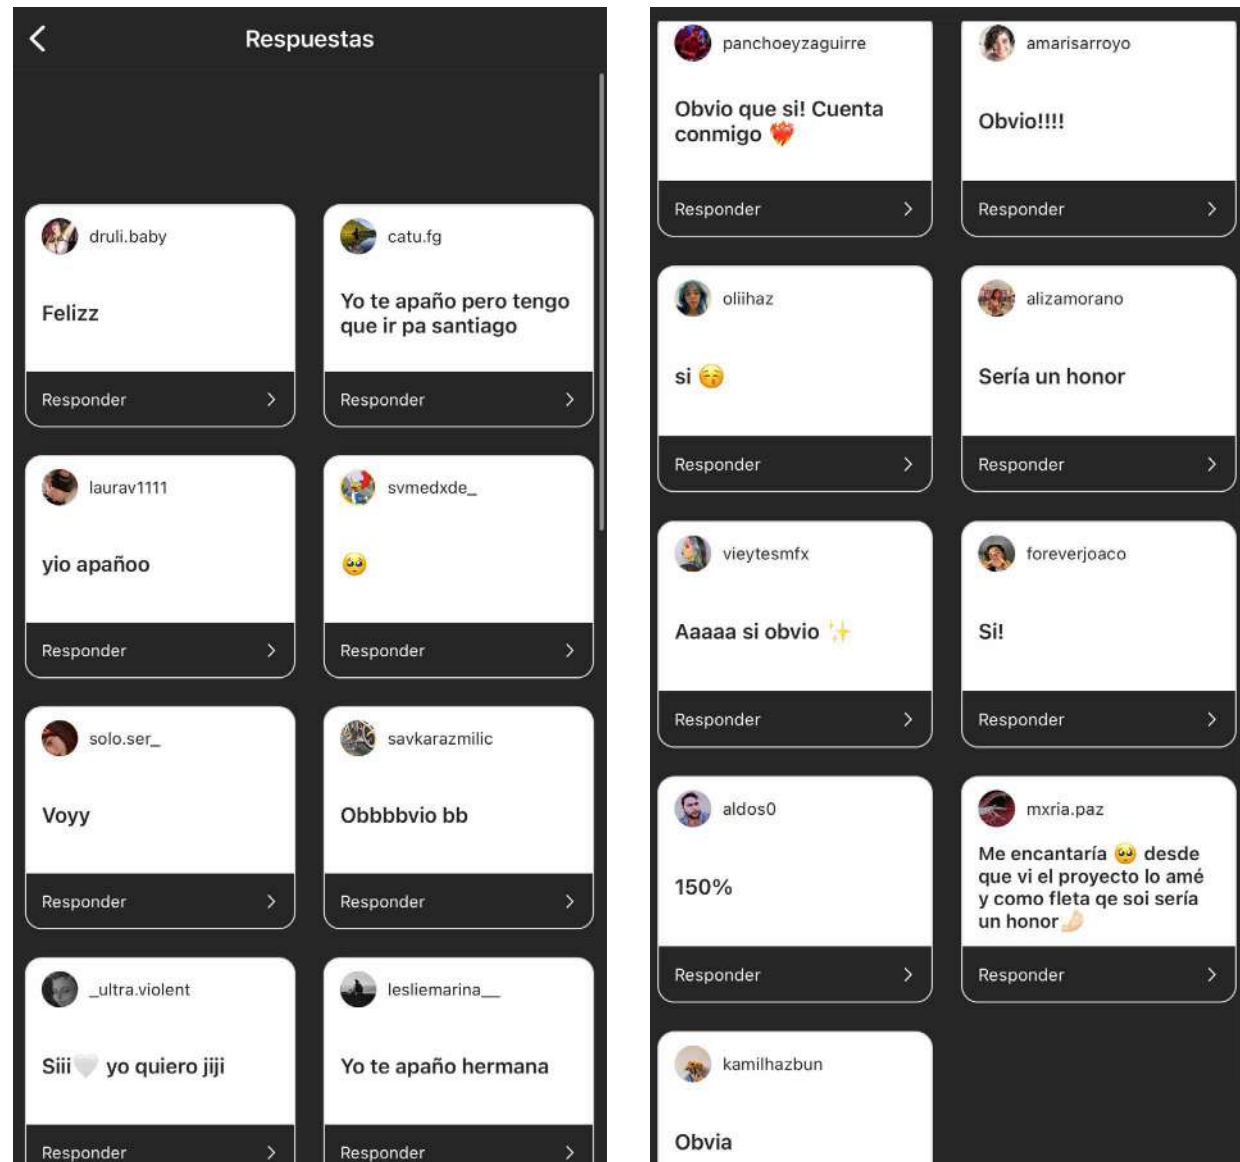 Respuestas
druli.baby
Felizz
Responder
catu.fg
Yo te apaño pero tengo
que ir pa santiago
Responder
laurav1111
yio apañoo
Responder
svmedxde_
🥺
Responder
solo.ser_
Voyy
Responder
savkarazmilic
Obbbbvio bb
Responder
_ultra.violent
Siii🤍 yo quiero jiji
Responder
lesliemarina__
Yo te apaño hermana
Responder
panchoeyzaguirre
Obvio que si! Cuenta
conmigo ❤️‍🔥
Responder
amarisarroyo
Obvio!!!!
Responder
oliihaz
si 😚
Responder
alizamorano
Sería un honor
Responder
vieytesmfx
Aaaaa si obvio ✨
Responder
foreverjoaco
Si!
Responder
aldos0
150%
Responder
mxria.paz
Me encantaría 🥺 desde
que vi el proyecto lo amé
y como fleta qe soi sería
un honor🤌🏻
Responder
kamilhazbun
Obvia